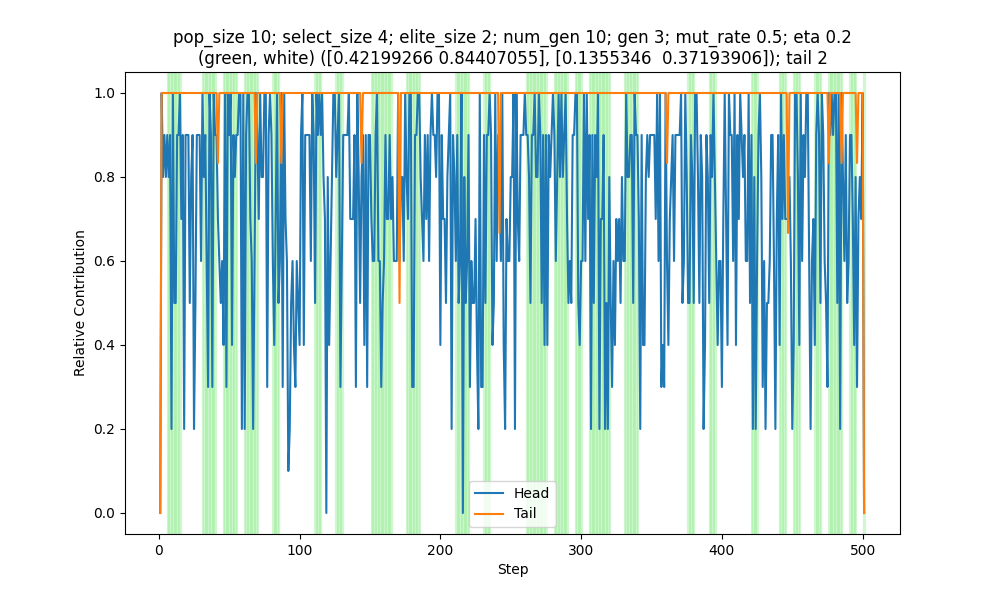 pop_size 10; select_size 4; elite_size 2; num_gen 10; gen 3; mut_rate 0.5; eta 0.2
(green, white) ([0.42199266 0.84407055], [0.1355346  0.37193906]); tail 2
Relative Contribution
1.0
0.8
0.6
0.4
0.2
0.0
Head
Tail
0
100
200
300
400
500
Step